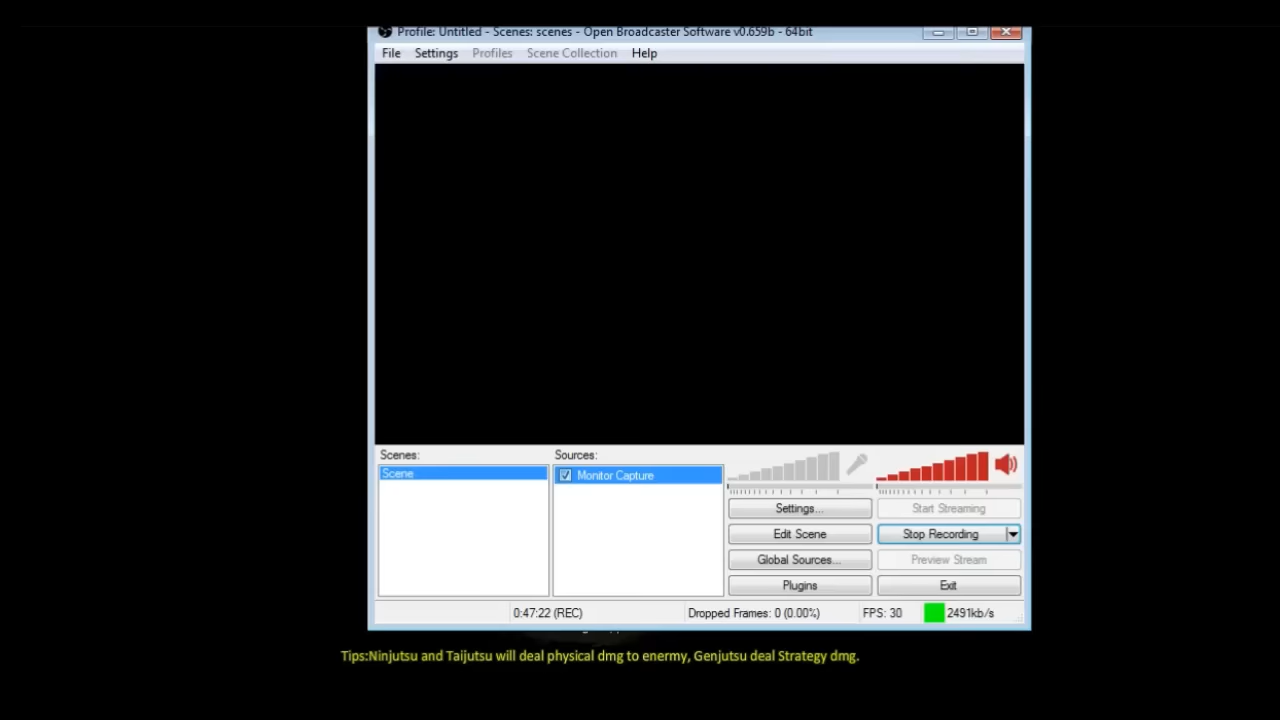 Profile: Untitled - Scenes: scenes - Open Broadcaster Software v0.659b - 64bit
File Settings Profiles Scene Collection Help
Scenes: Sources:
Scene
Monitor Capture
Settings... Start Streaming
Edit Scene Stop Recording
Global Sources... Preview Stream
Plugins Exit
0:47:22 (REC) Dropped Frames: 0 (0.00%) FPS: 30 2491kb/s
Tips:Ninjutsu and Taijutsu will deal physical dmg to enermy, Genjutsu deal Strategy dmg.